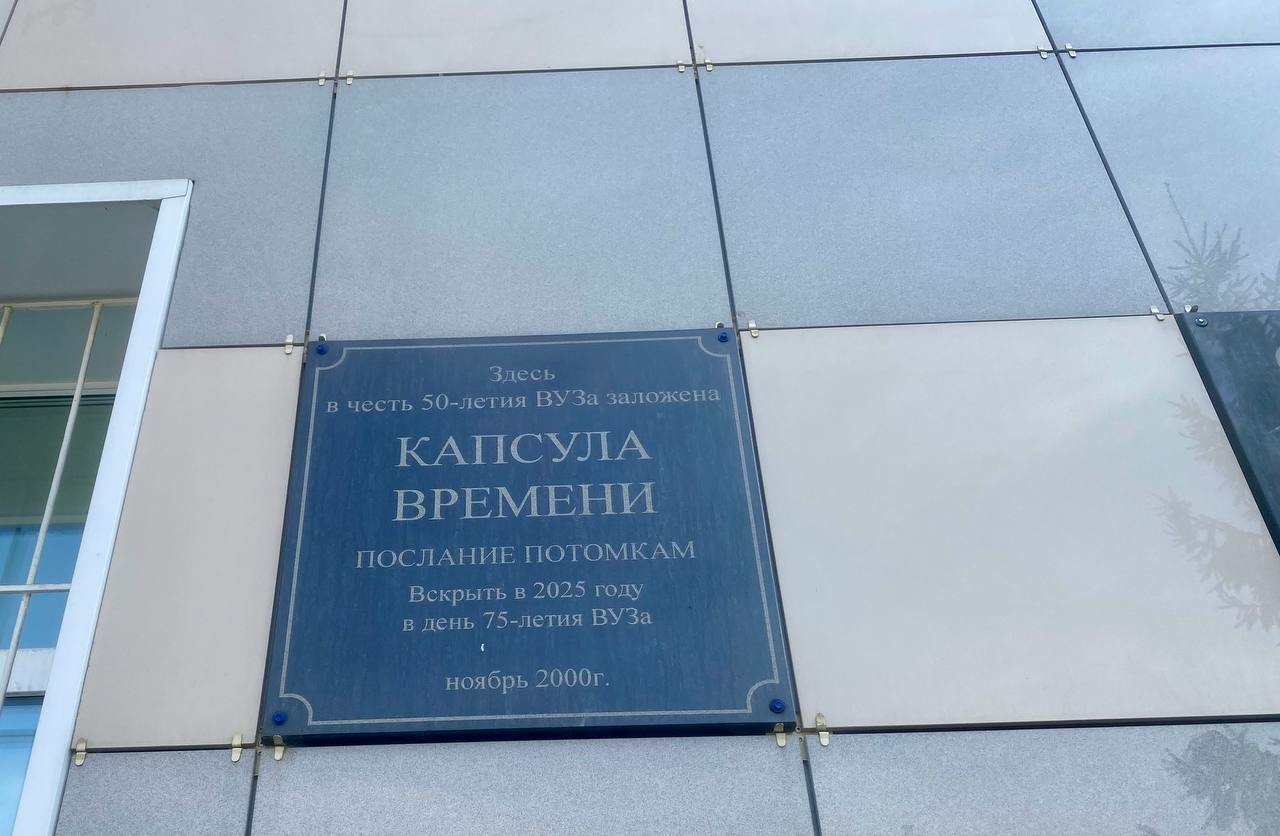 Здесь
в честь 50-летия ВУЗа заложена
КАПСУЛА
ВРЕМЕНИ
ПОСЛАНИЕ ПОТОМКАМ
Вскрыть в 2025 году
в день 75-летия ВУЗа
ноябрь 2000г.